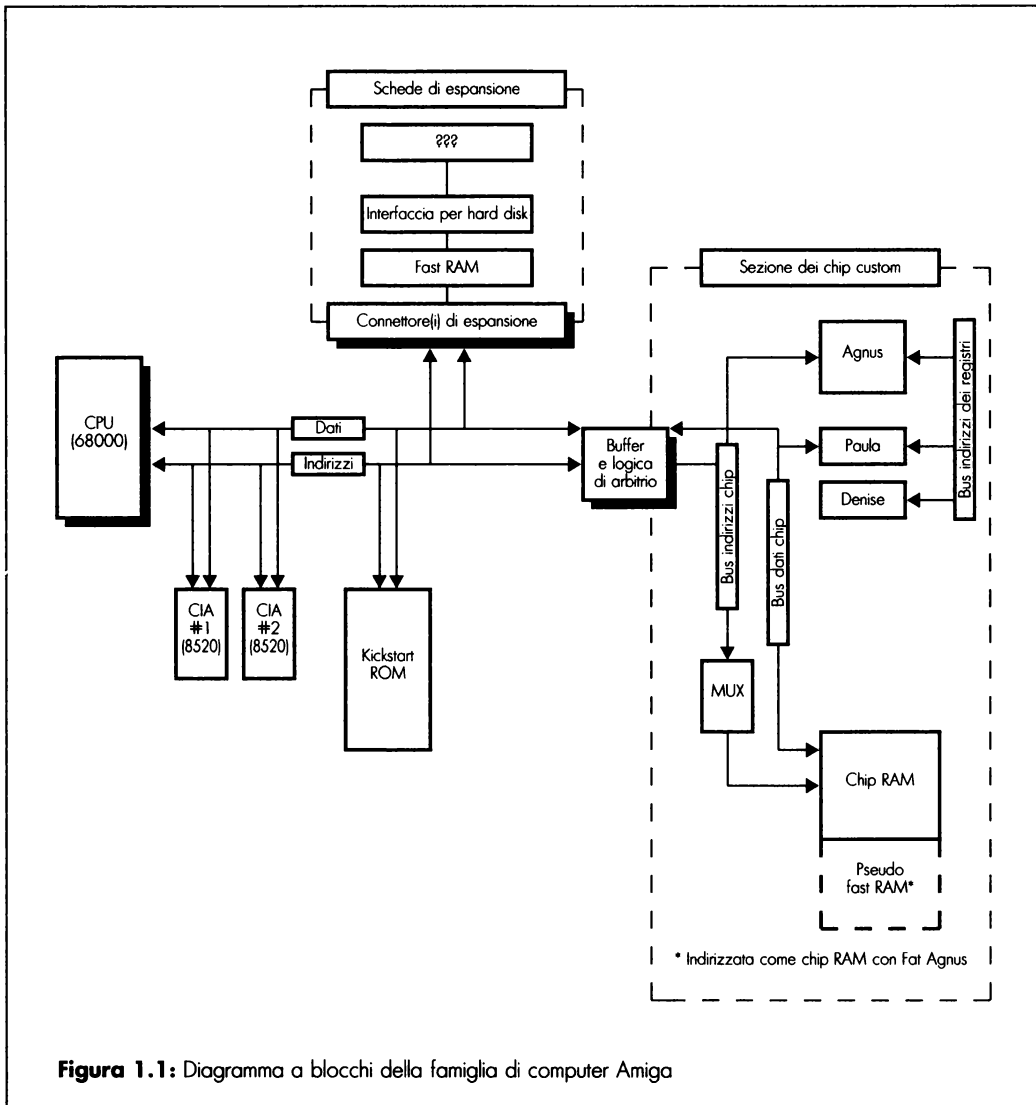 Schede di espansione
???
Interfaccia per hard disk
Fast RAM
Connettore(i) di espansione
Sezione dei chip custom
Agnus
Paula
Denise
Bus indirizzi dei registri
CPU
(68000)
Dati
Indirizzi
Buffer
e logica
di arbitrio
Bus indirizzi chip
Bus dati chip
CIA
#1
(8520)
CIA
#2
(8520)
Kickstart
ROM
MUX
Chip RAM
Pseudo
fast RAM*
* Indirizzata come chip RAM con Fat Agnus
Figura 1.1: Diagramma a blocchi della famiglia di computer Amiga